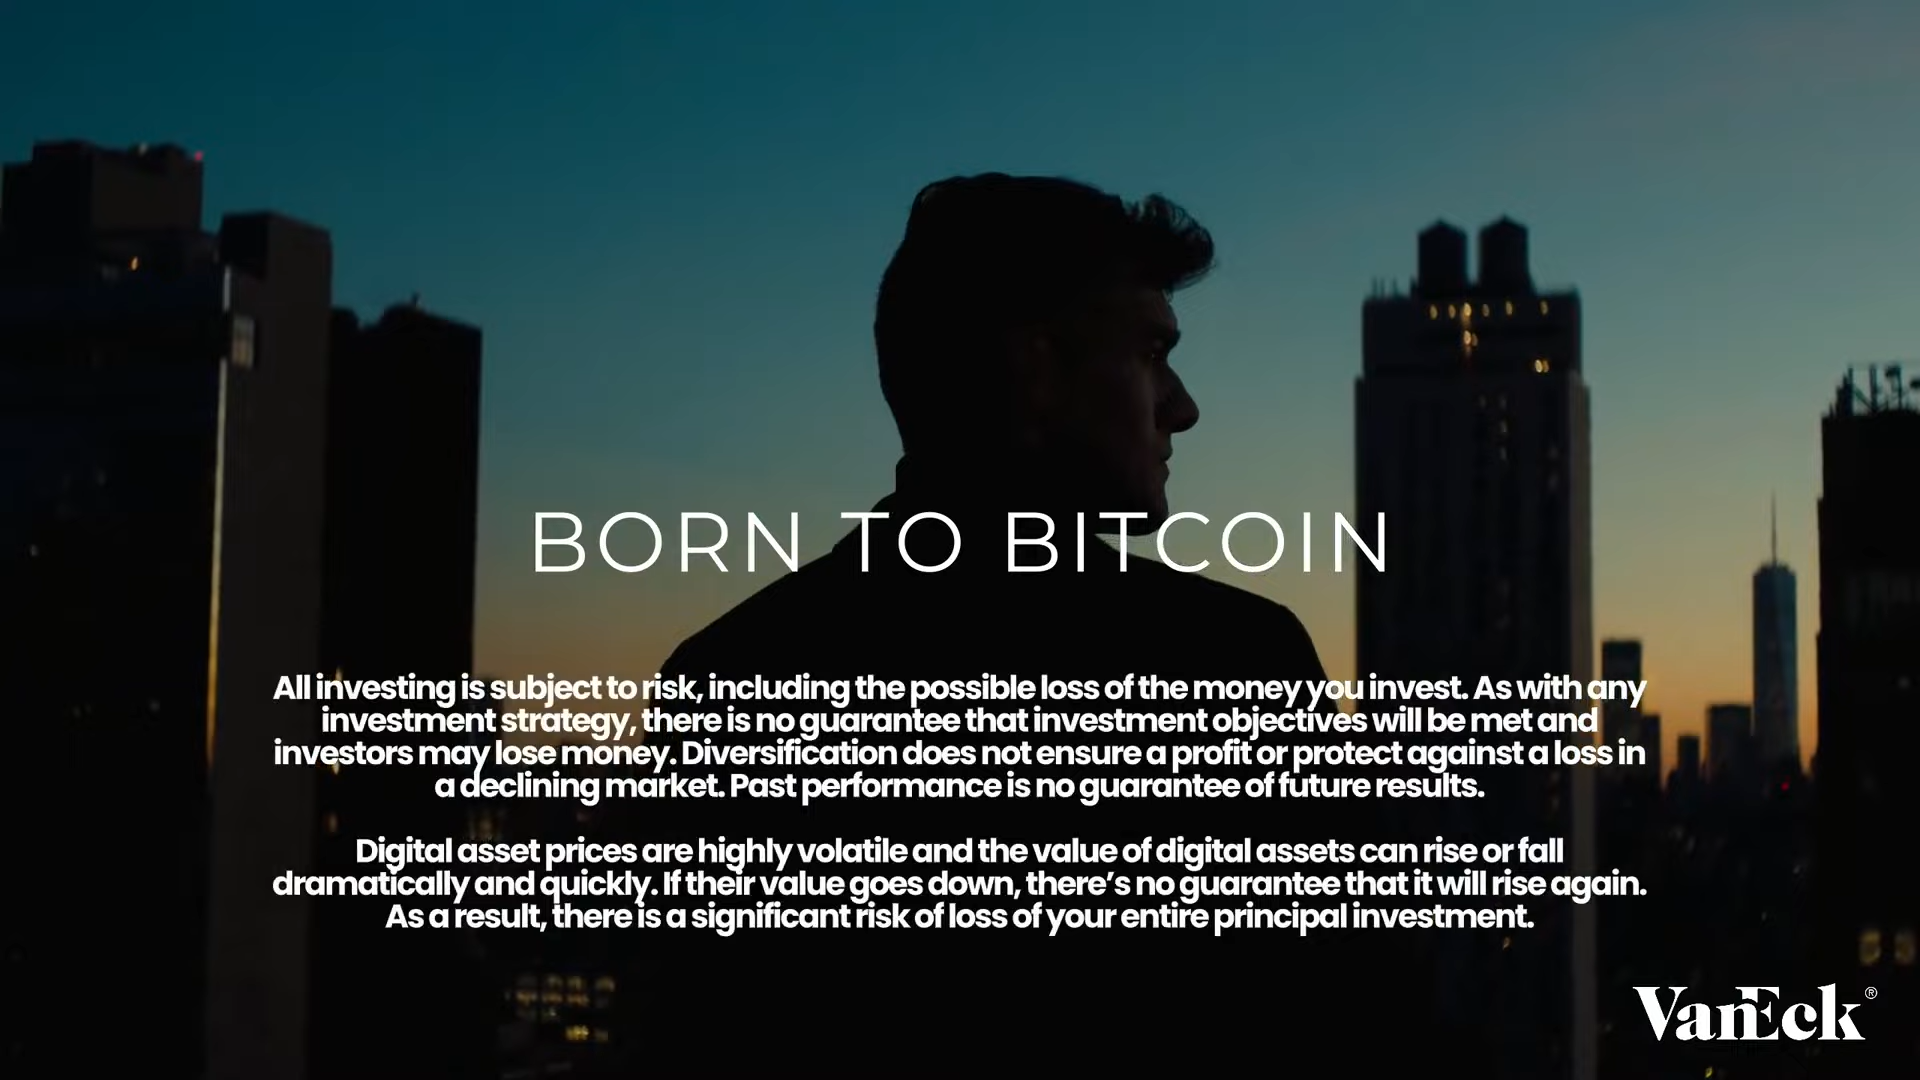 BORN TO BITCOIN
All investing is subject to risk, including the possible loss of the money you invest. As with any
investment strategy, there is no guarantee that investment objectives will be met and
investors may lose money. Diversification does not ensure a profit or protect against a loss in
a declining market. Past performance is no guarantee of future results.
Digital asset prices are highly volatile and the value of digital assets can rise or fall
dramatically and quickly. If their value goes down, there’s no guarantee that it will rise again.
As a result, there is a significant risk of loss of your entire principal investment.
VanEck®